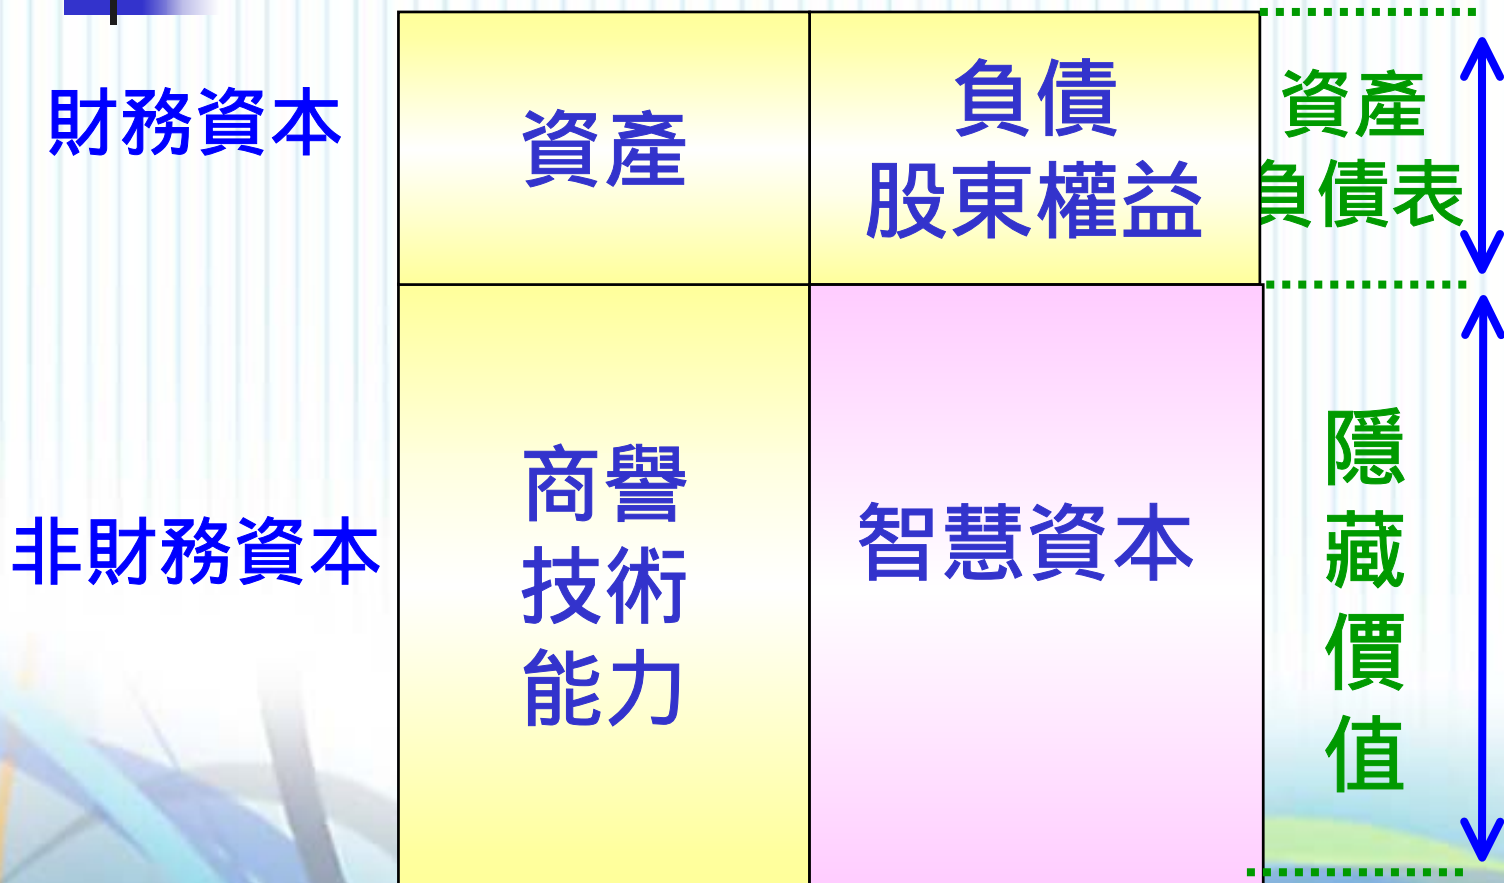 財務資本
資產
負債
股東權益
資產
負債表
非財務資本
商譽
技術
能力
智慧資本
隱
藏
價
值